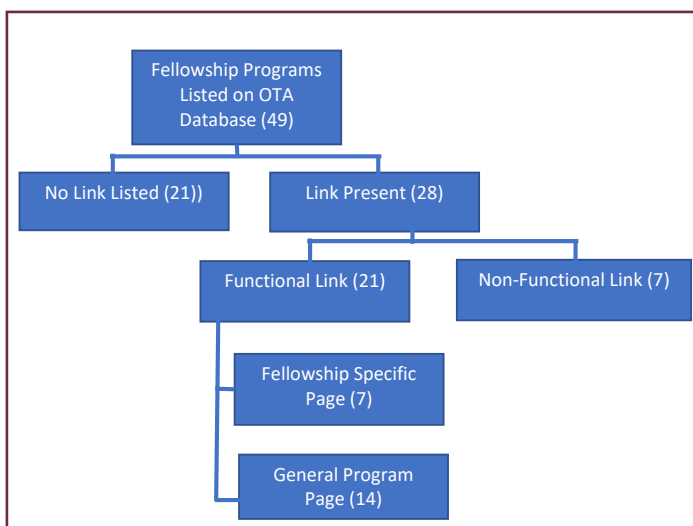 Fellowship Programs
Listed on OTA
Database (49)
No Link Listed (21))
Link Present (28)
Functional Link (21)
Non-Functional Link (7)
Fellowship Specific
Page (7)
General Program
Page (14)